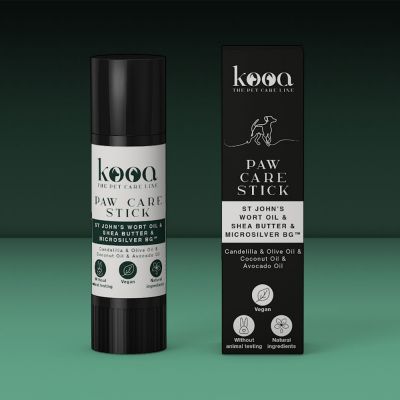 kooa
THE PET CARE LINE
PAW CARE
STICK
ST JOHN'S WORT OIL &
SHEA BUTTER &
MICROSILVER BG™
Candelilla & Olive Oil &
Coconut Oil & Avocado Oil
Without
animal testing
Vegan
Natural
ingredients
kooa
THE PET CARE LINE
PAW
CARE
STICK
ST JOHN'S
WORT OIL &
SHEA BUTTER &
MICROSILVER BG™
Candelilla & Olive Oil &
Coconut Oil &
Avocado Oil
Vegan
Without
animal testing
Natural
ingredients